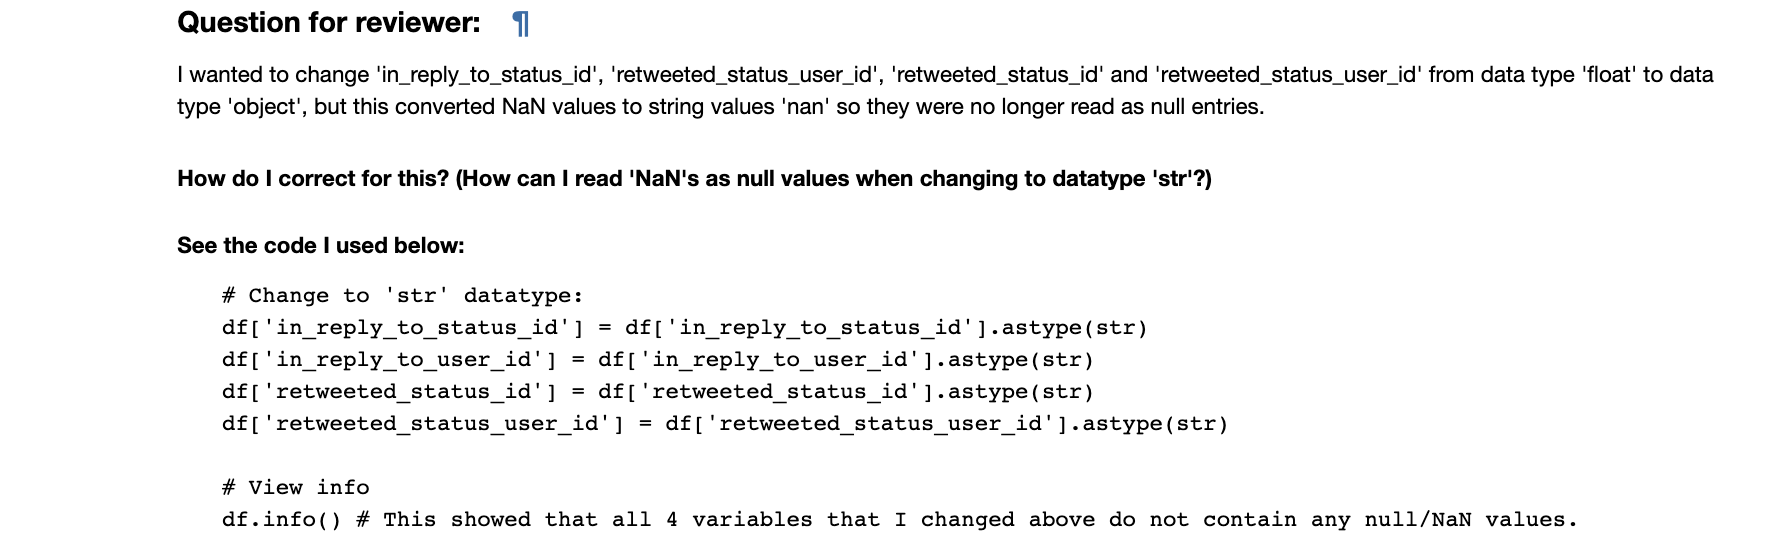 Question for reviewer: ¶
I wanted to change 'in_reply_to_status_id', 'retweeted_status_user_id', 'retweeted_status_id' and 'retweeted_status_user_id' from data type 'float' to data
type 'object', but this converted NaN values to string values 'nan' so they were no longer read as null entries.
How do I correct for this? (How can I read 'NaN's as null values when changing to datatype 'str'?)
See the code I used below:
# Change to 'str' datatype:
df['in_reply_to_status_id'] = df['in_reply_to_status_id'].astype(str)
df['in_reply_to_user_id'] = df['in_reply_to_user_id'].astype(str)
df['retweeted_status_id'] = df['retweeted_status_id'].astype(str)
df['retweeted_status_user_id'] = df['retweeted_status_user_id'].astype(str)
# View info
df.info() # This showed that all 4 variables that I changed above do not contain any null/NaN values.